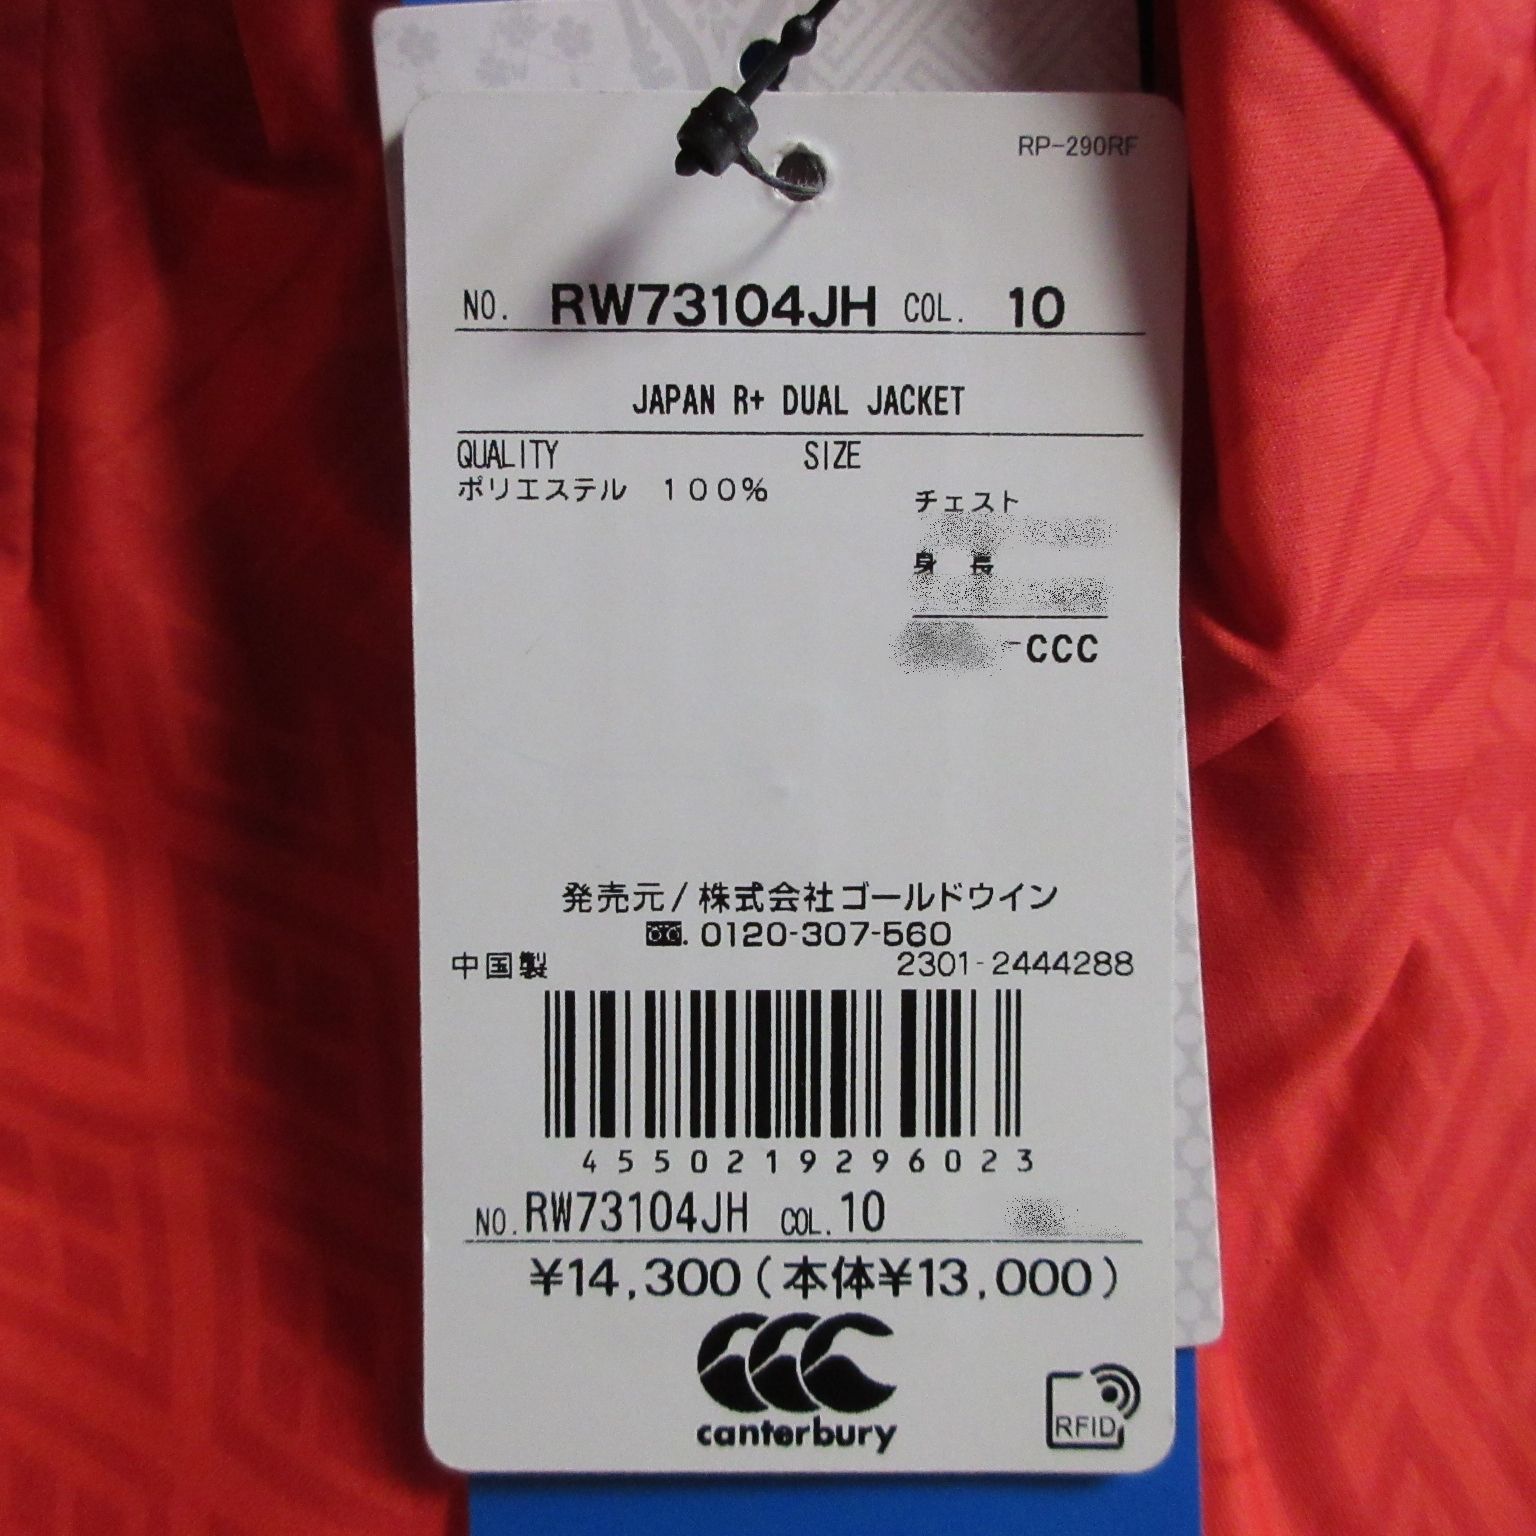 RP-290RF
NO. RW73104JH COL. 10
JAPAN R+ DUAL JACKET
QUALITY SIZE
ポリエステル 100%
チェスト
身 長
-CCC
発売元/株式会社ゴールドウイン
0120-307-560
中国製 2301-2444288
4550219296023
NO. RW73104JH COL. 10
¥14,300(本体¥13,000)
canterbury
RFID